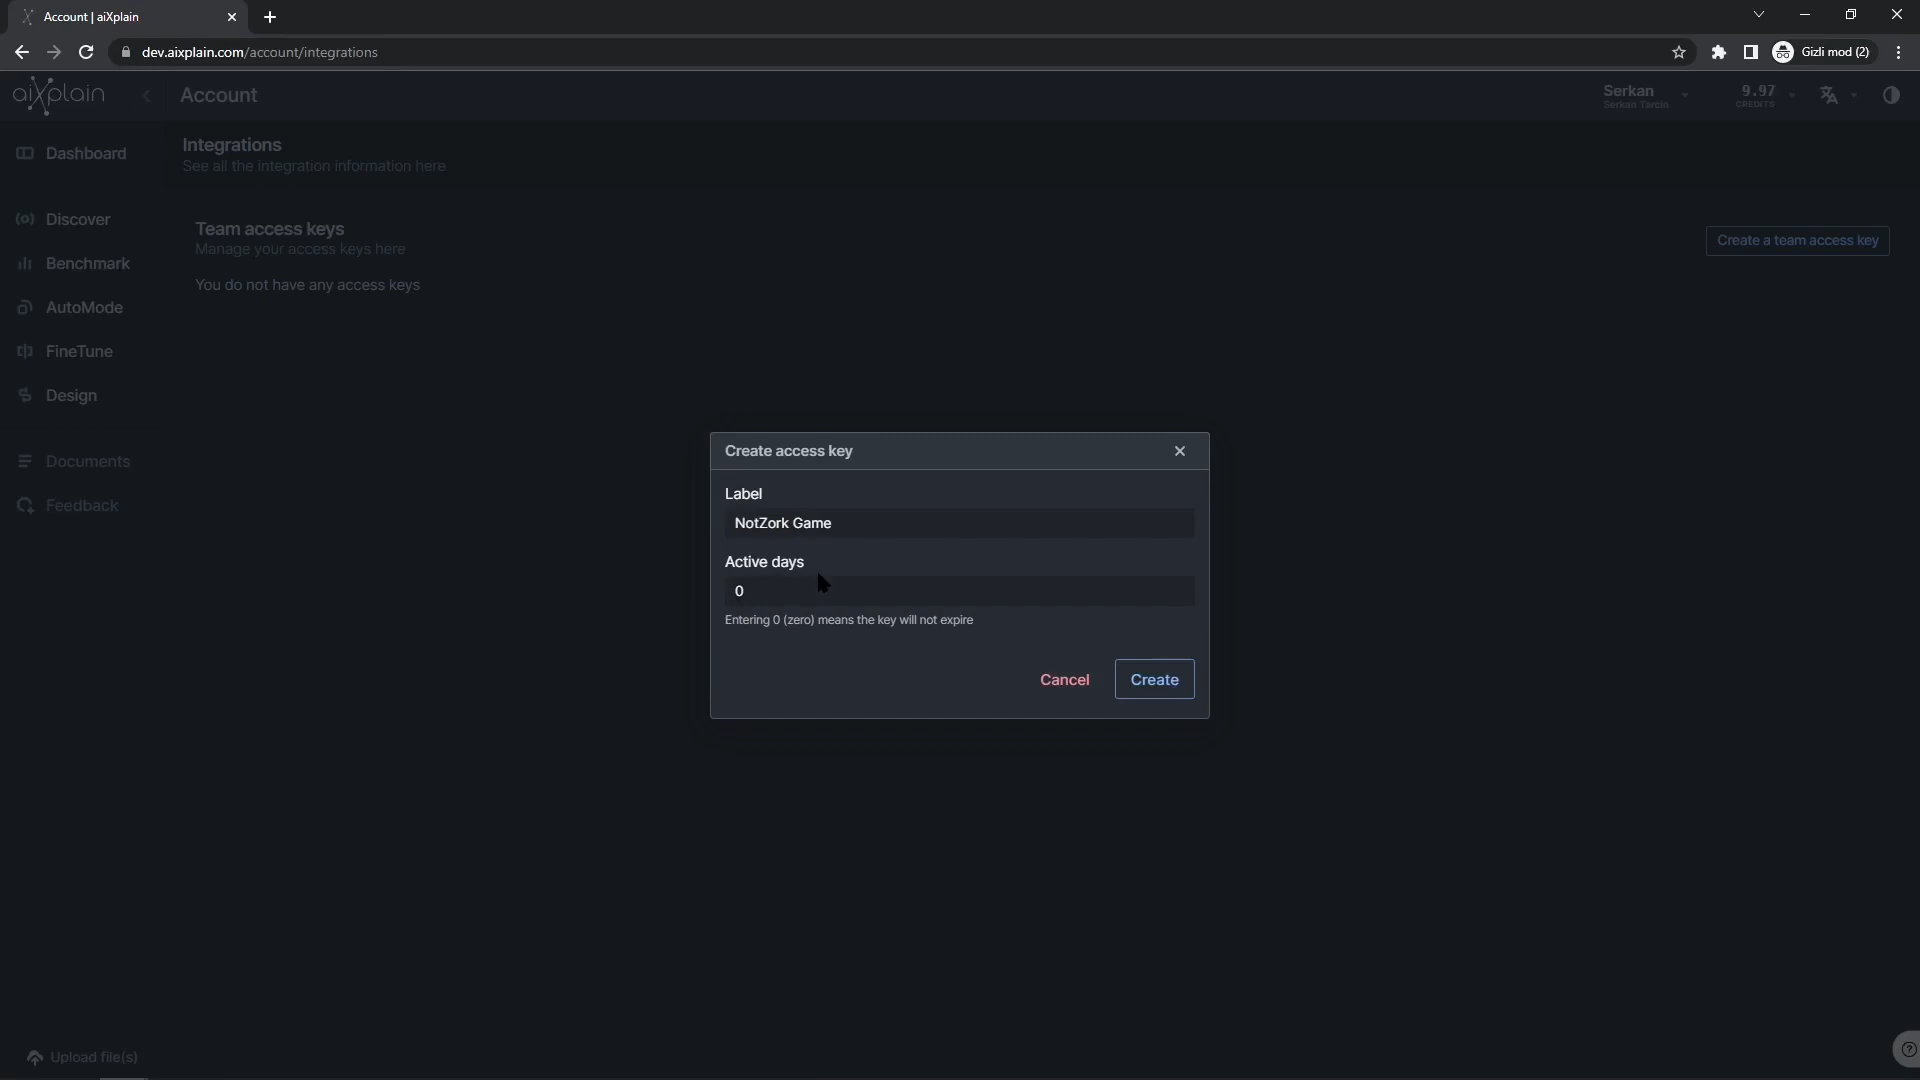 Account | aiXplain
dev.aixplain.com/account/integrations
Gizli mod (2)
aiXplain
Account
Serkan
Serkan Tarcin
9.97
CREDITS
Dashboard
Integrations
See all the integration information here
Discover
Team access keys
Manage your access keys here
Create a team access key
Benchmark
You do not have any access keys
AutoMode
FineTune
Design
Create access key
Documents
Label
Feedback
NotZork Game
Active days
0
Entering 0 (zero) means the key will not expire
Cancel
Create
Upload file(s)